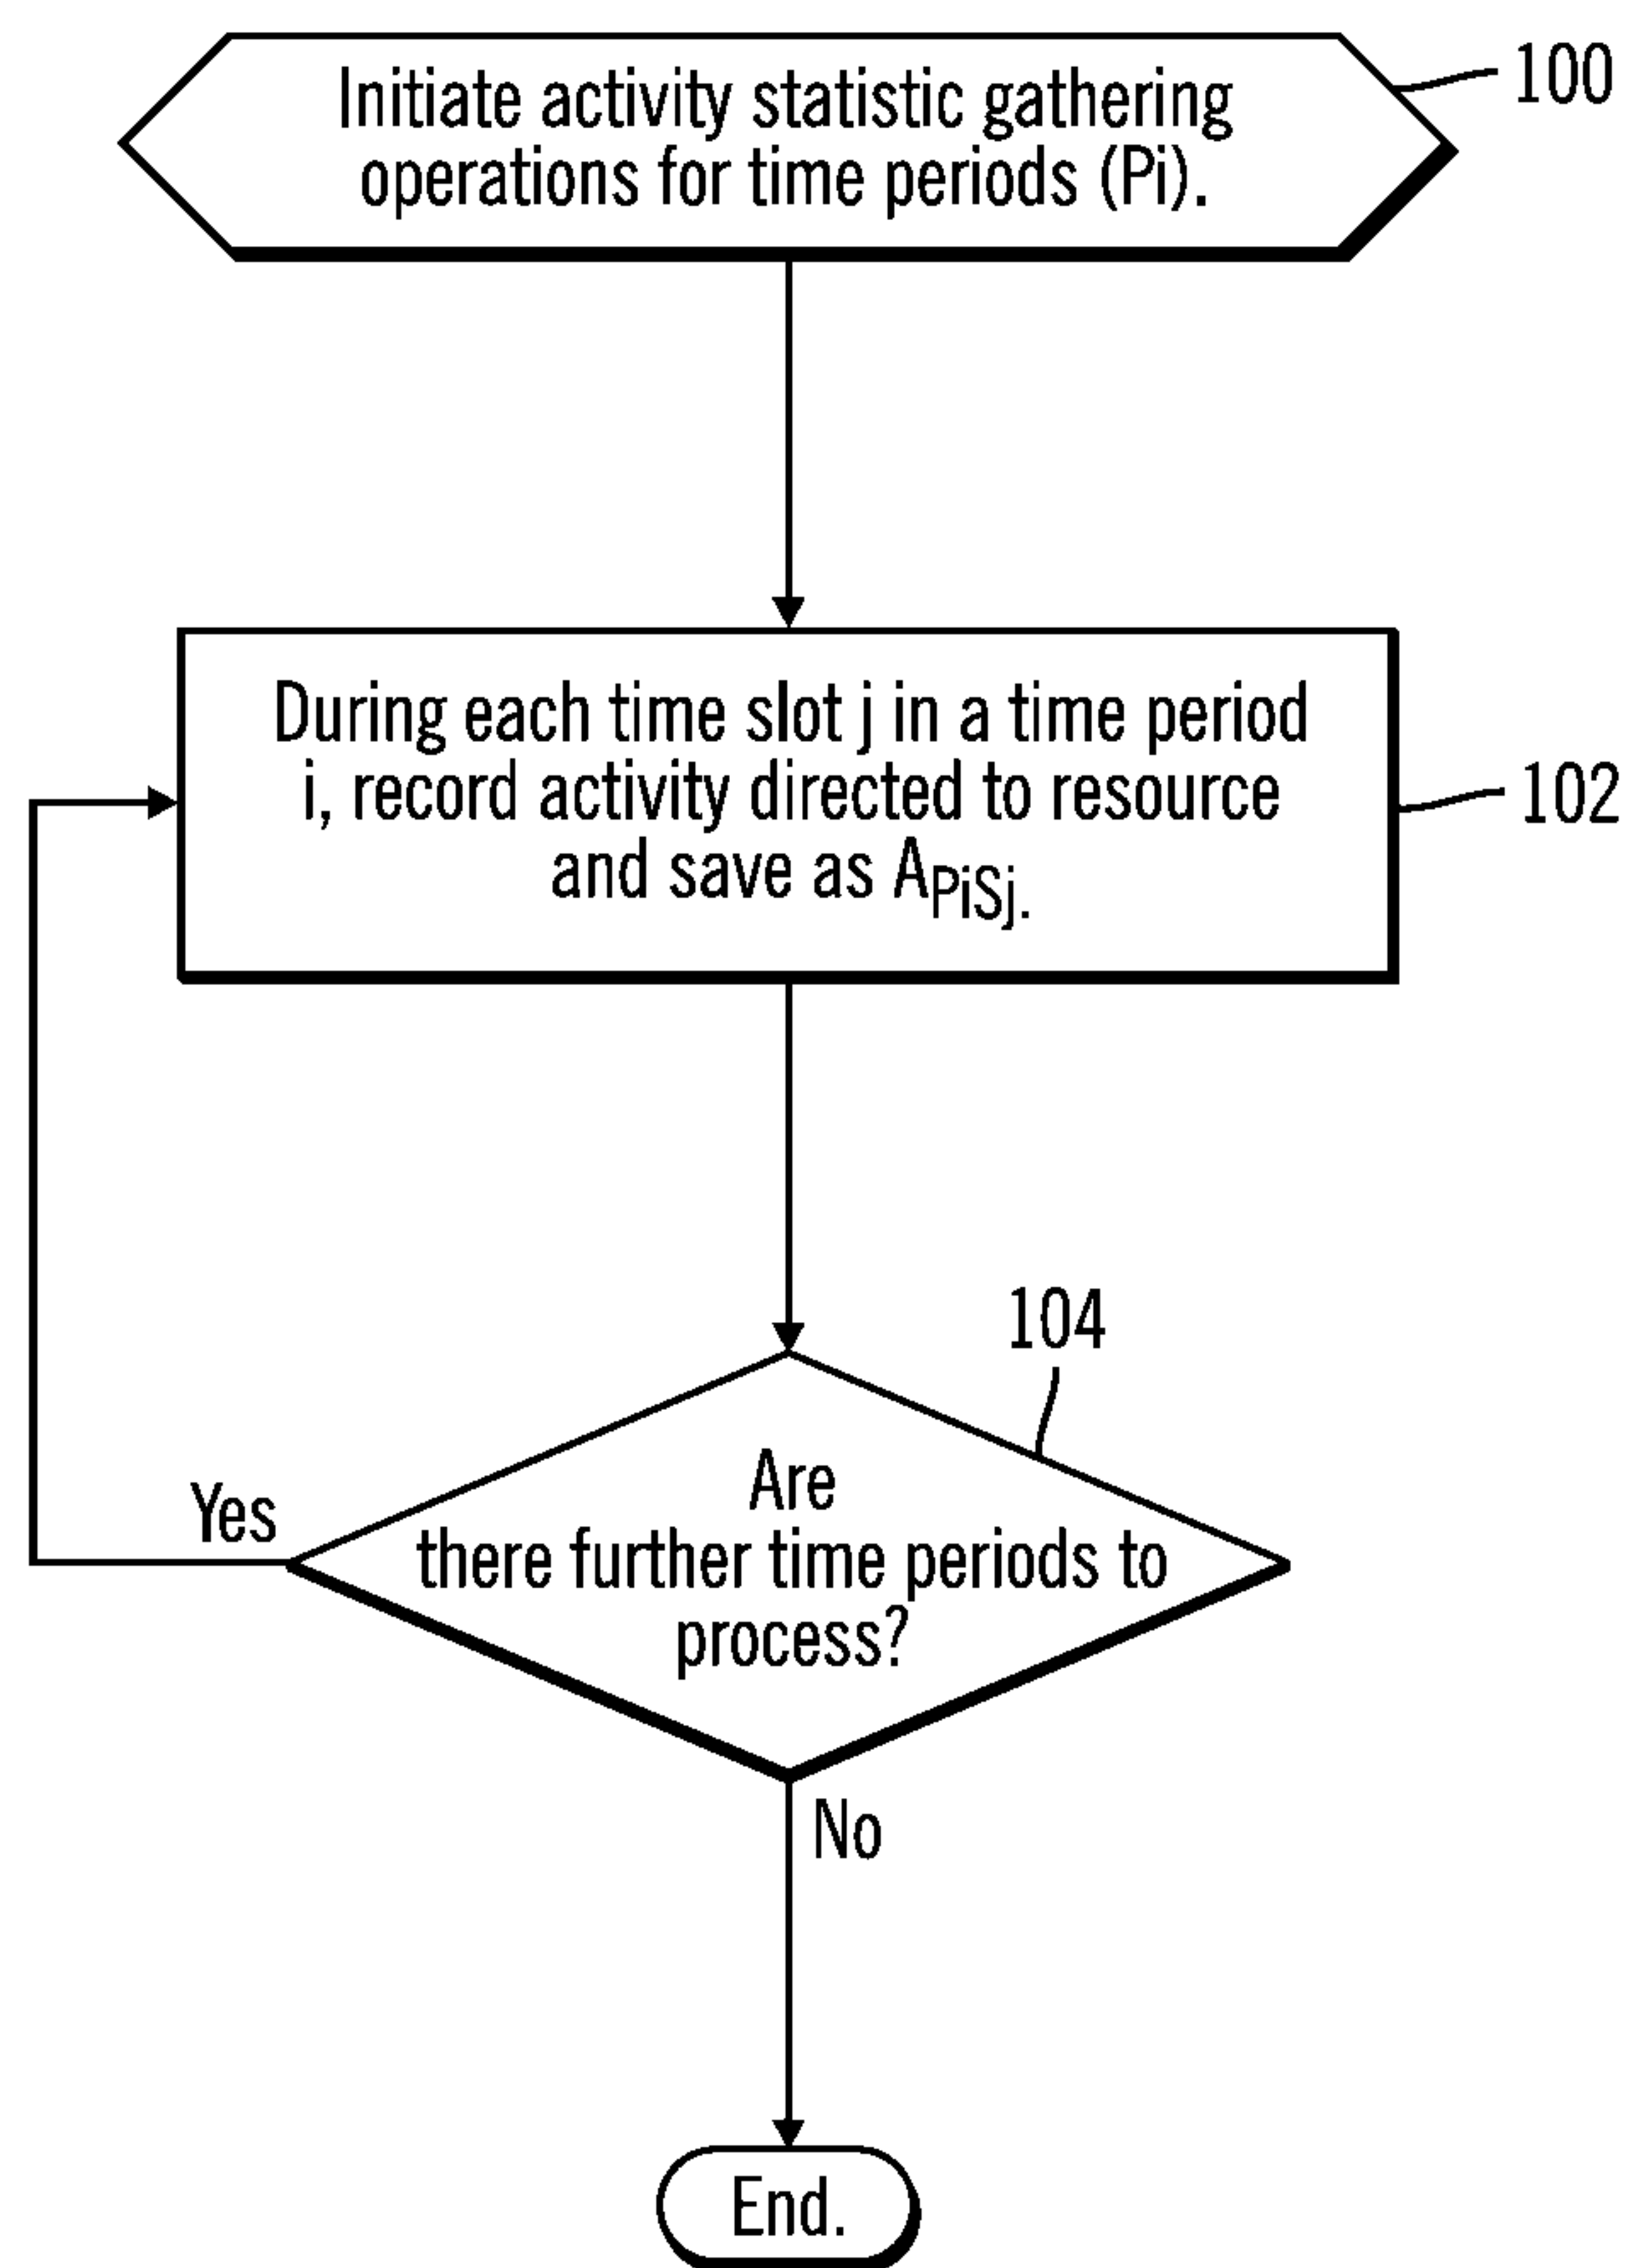 Initiate activity statistic gathering
operations for time periods (Pi).
100
During each time slot j in a time period
i, record activity directed to resource
and save as APiSj.
102
104
Are
there further time periods to
process?
Yes
No
End.